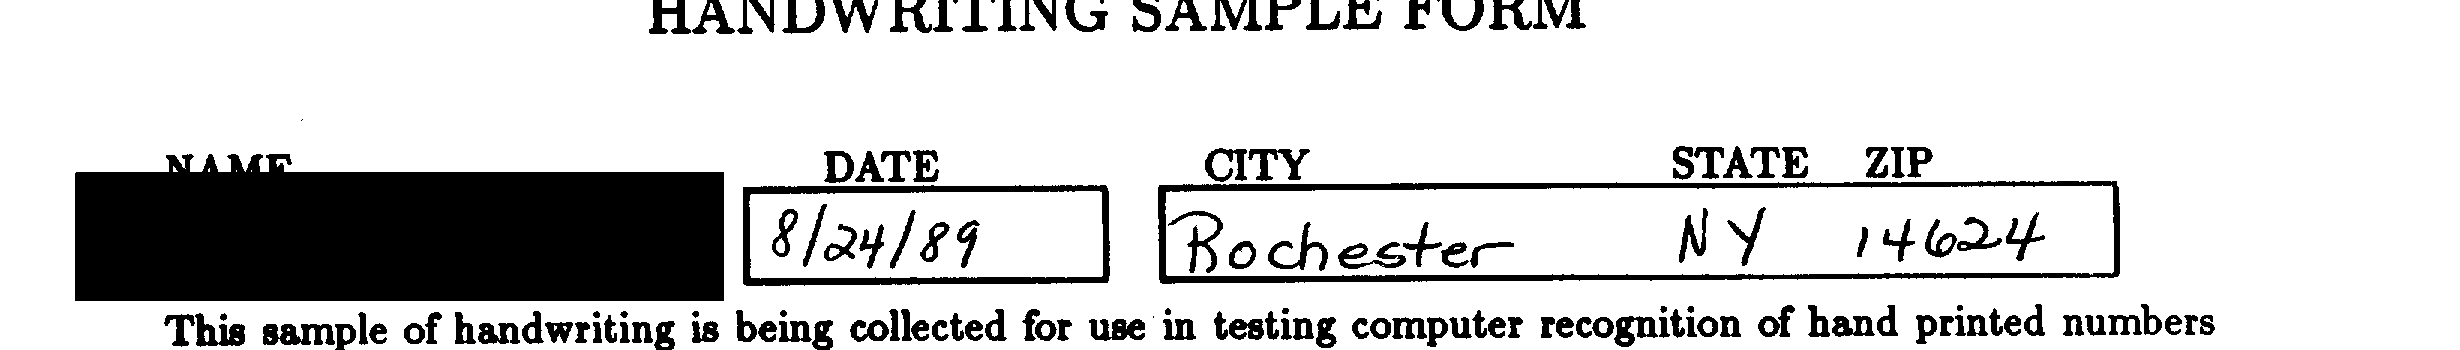 HANDWRITING SAMPLE FORM
NAME DATE CITY STATE ZIP
8/24/89 Rochester NY 14624
This sample of handwriting is being collected for use in testing computer recognition of hand printed numbers